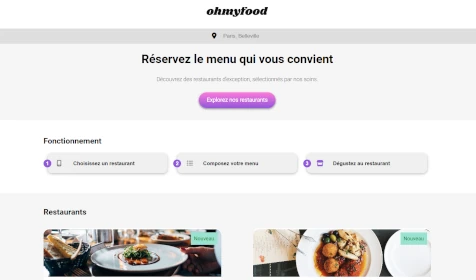 ohmyfood
Paris, Belleville
Réservez le menu qui vous convient
Découvrez des restaurants d'exception, sélectionnés par nos soins.
Explorez nos restaurants
Fonctionnement
1 Choisissez un restaurant
2 Composez votre menu
3 Dégustez au restaurant
Restaurants
Nouveau
Nouveau